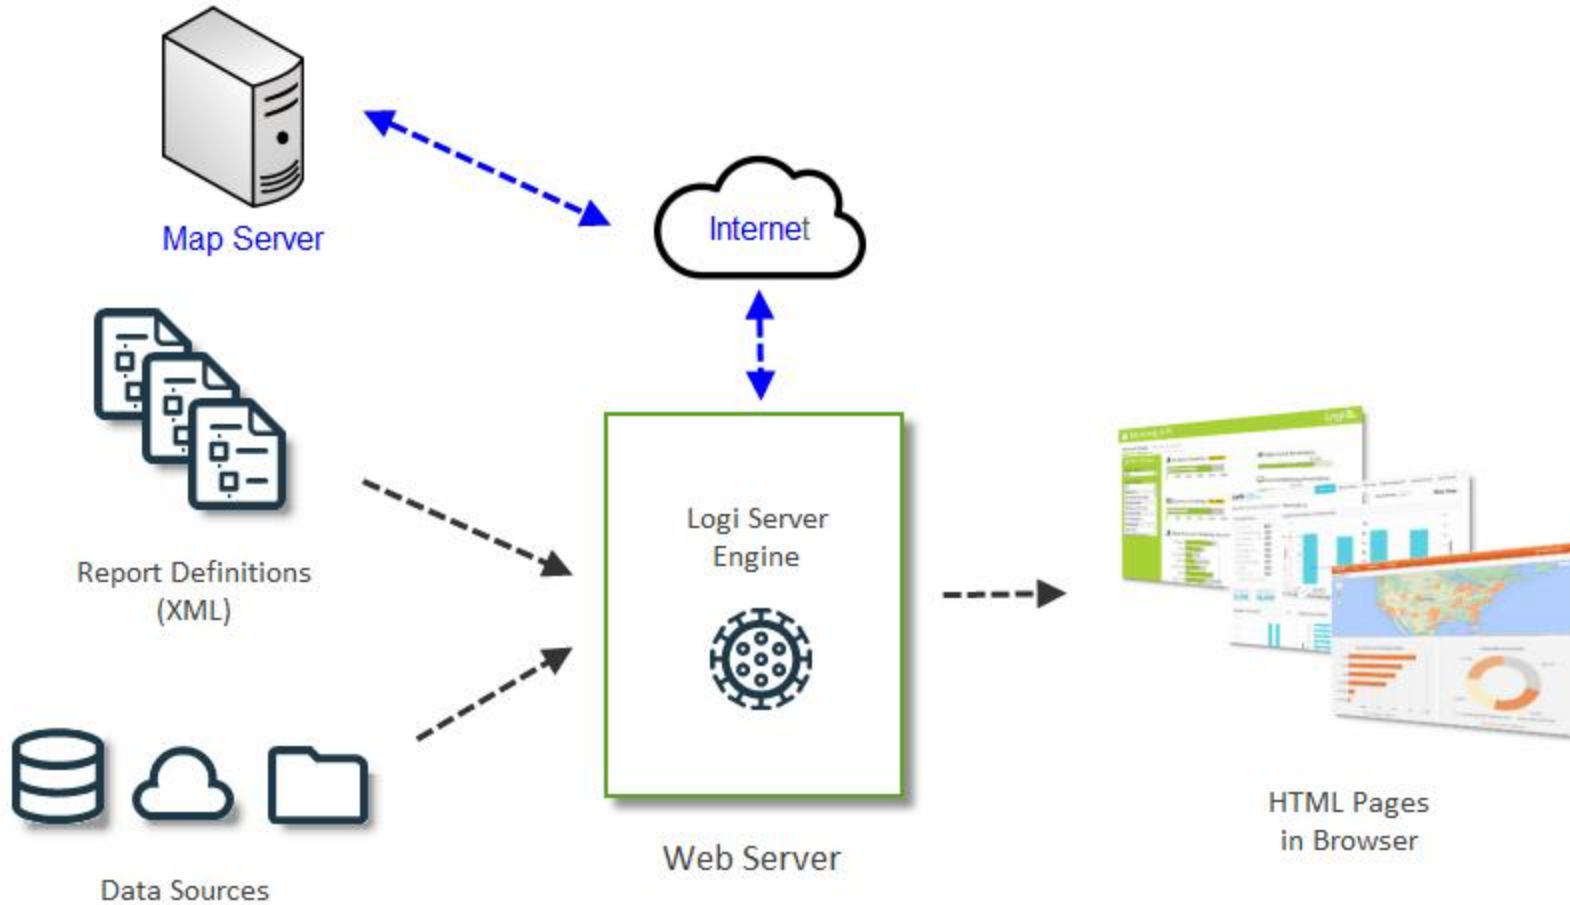 Map Server
Internet
Report Definitions
(XML)
Logi Server
Engine
Data Sources
Web Server
HTML Pages
in Browser